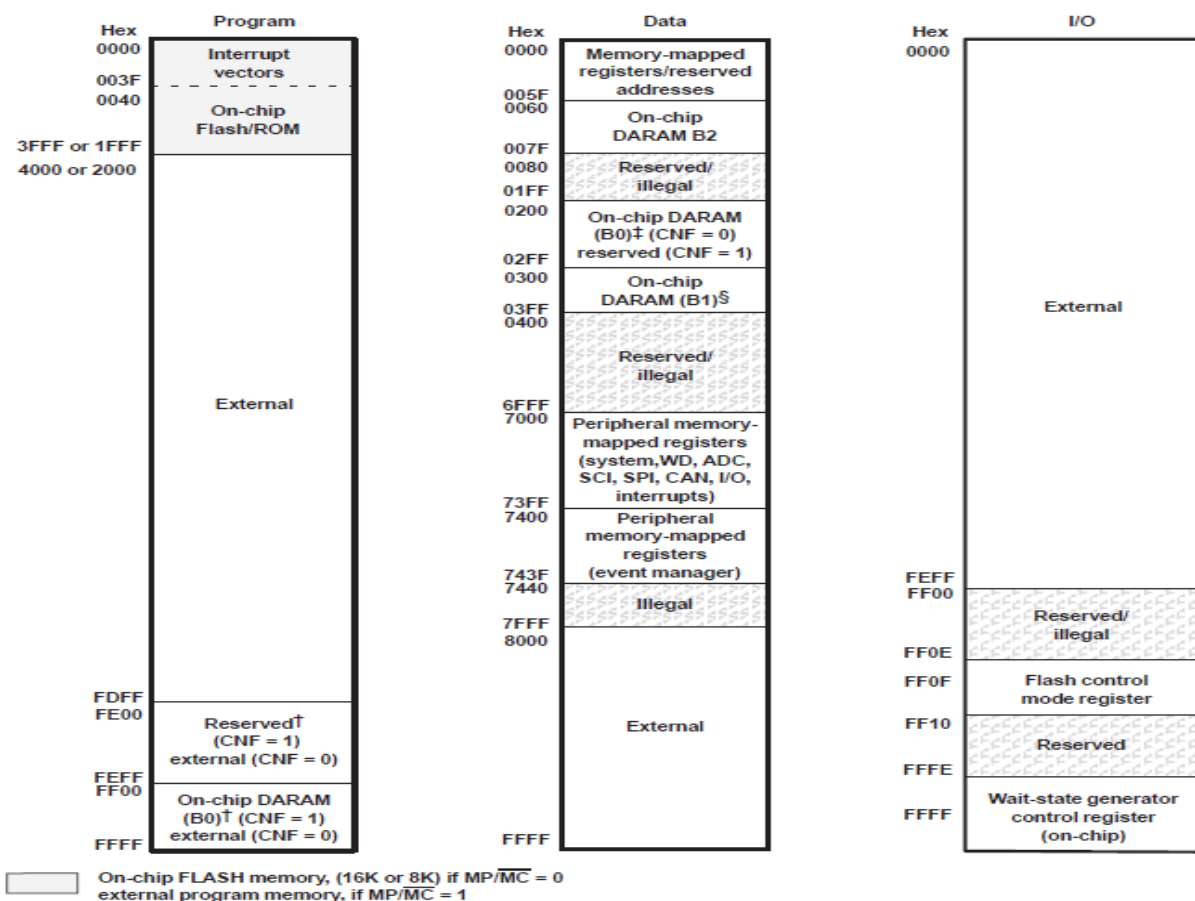 Program
Hex
0000
Interrupt
vectors
003F
0040
On-chip
Flash/ROM
3FFF or 1FFF
4000 or 2000
External
FDFF
FE00
Reserved†
(CNF = 1)
external (CNF = 0)
FEFF
FF00
On-chip DARAM
(B0)† (CNF = 1)
external (CNF = 0)
FFFF
Data
Hex
0000
Memory-mapped
registers/reserved
addresses
005F
0060
On-chip
DARAM B2
007F
0080
Reserved/
illegal
01FF
0200
On-chip DARAM
(B0)‡ (CNF = 0)
reserved (CNF = 1)
02FF
0300
On-chip
DARAM (B1)§
03FF
0400
Reserved/
illegal
6FFF
7000
Peripheral memory-
mapped registers
(system,WD, ADC,
SCI, SPI, CAN, I/O,
interrupts)
73FF
7400
Peripheral
memory-mapped
registers
(event manager)
743F
7440
Illegal
7FFF
8000
External
FFFF
I/O
Hex
0000
External
FEFF
FF00
Reserved/
illegal
FF0E
FF0F
Flash control
mode register
FF10
Reserved
FFFE
FFFF
Wait-state generator
control register
(on-chip)
On-chip FLASH memory, (16K or 8K) if MP/M̅C̅ = 0
external program memory, if MP/M̅C̅ = 1